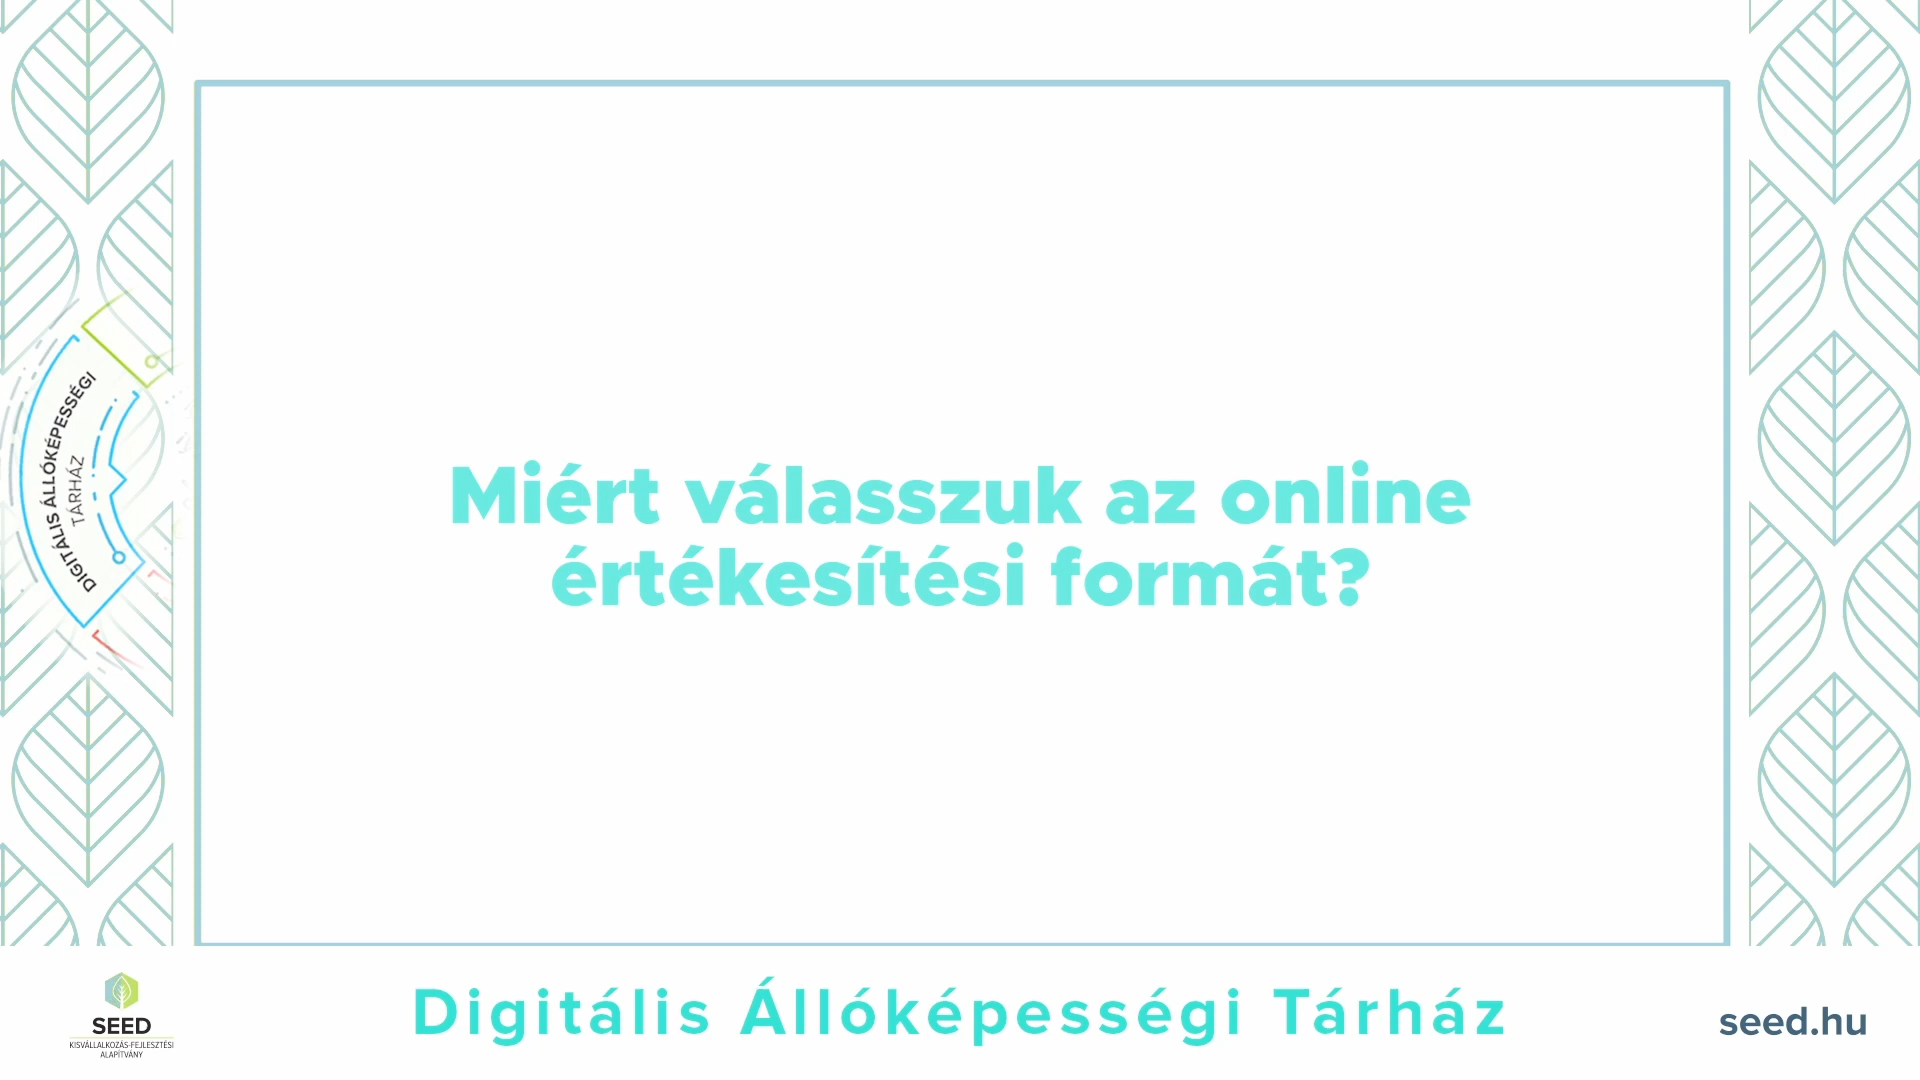 Miért válasszuk az online
értékesítési formát?
DIGITÁLIS ÁLLÓKÉPESSÉGI
TÁRHÁZ
SEED
KISVÁLLALKOZÁS-FEJLESZTÉSI
ALAPÍTVÁNY
Digitális Állóképességi Tárház
seed.hu